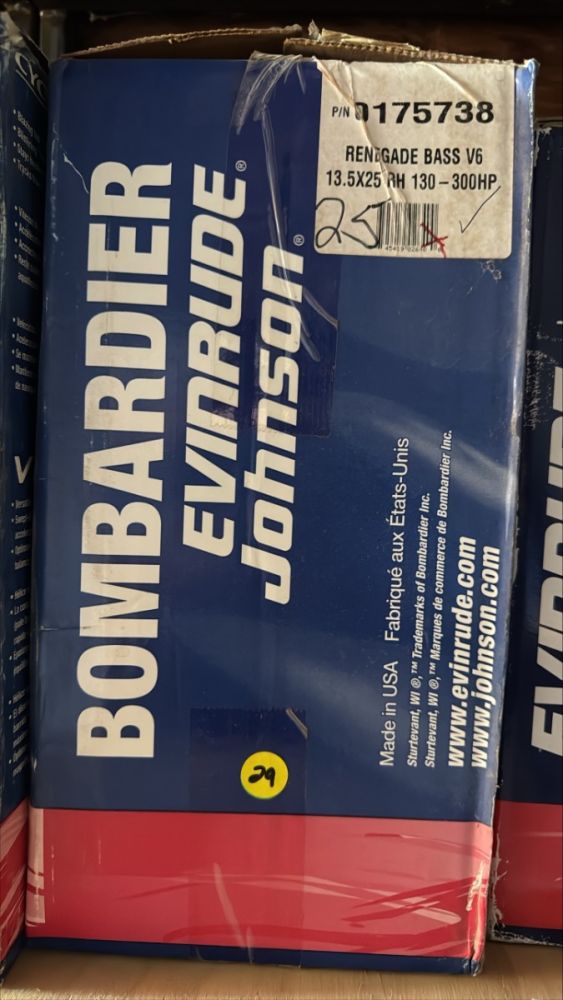 P/N 0175738
RENEGADE BASS V6
13.5X25 RH 130-300HP
25
BOMBARDIER
EVINRUDE®
Johnson®
Made in USA Fabriqué aux États-Unis
Sturtevant, WI ®,™ Trademarks of Bombardier Inc.
Sturtevant, WI ®,™ Marques de commerce de Bombardier Inc.
www.evinrude.com
www.johnson.com
29